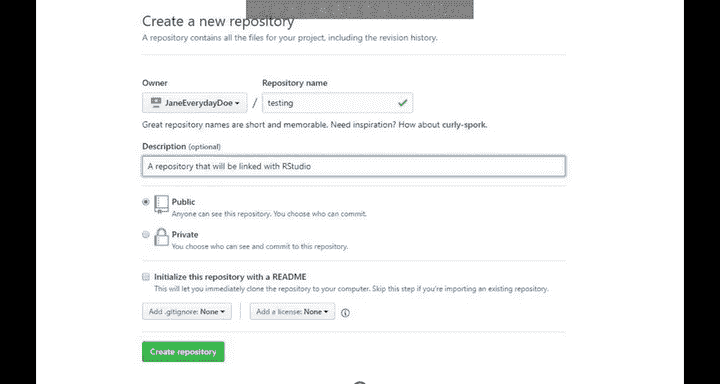 Create a new repository
A repository contains all the files for your project, including the revision history.
Owner
Repository name
JaneEverydayDoe
/
testing
Great repository names are short and memorable. Need inspiration? How about curly-spork.
Description (optional)
A repository that will be linked with RStudio
Public
Anyone can see this repository. You choose who can commit.
Private
You choose who can see and commit to this repository.
Initialize this repository with a README
This will let you immediately clone the repository to your computer. Skip this step if you're importing an existing repository.
Add .gitignore: None
Add a license: None
Create repository